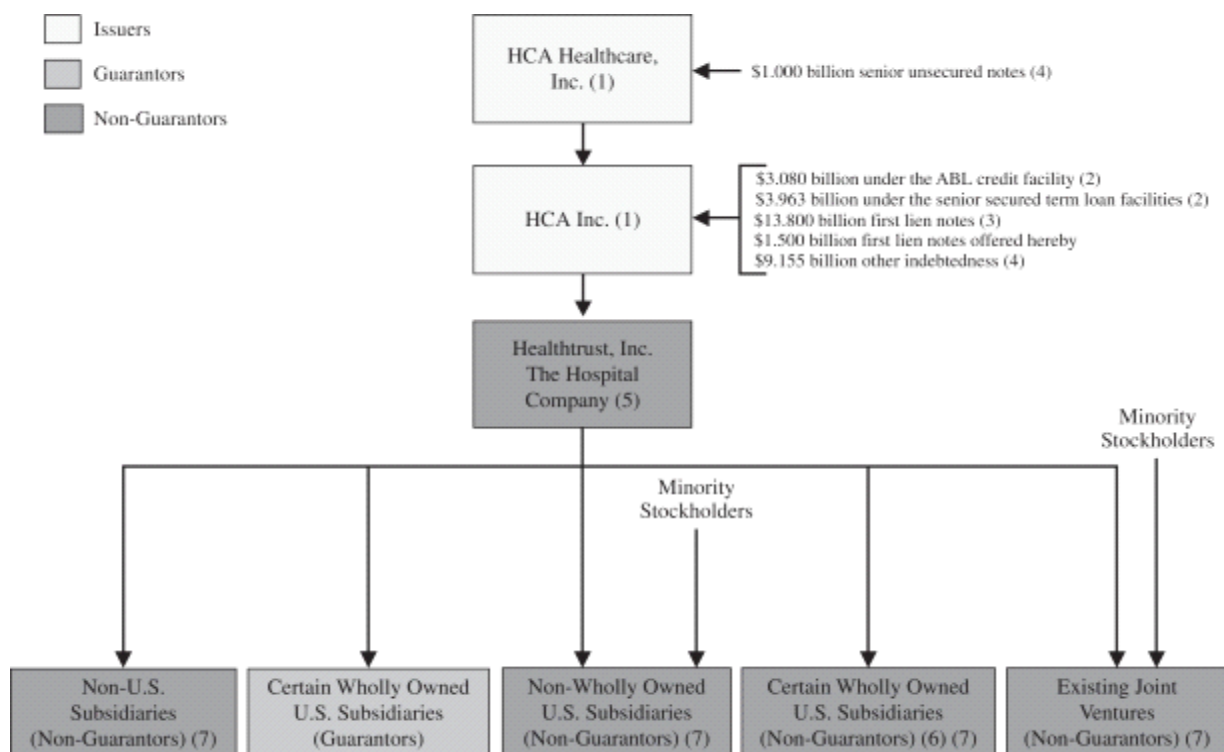 Issuers
Guarantors
Non-Guarantors
HCA Healthcare,
Inc. (1)
$1.000 billion senior unsecured notes (4)
HCA Inc. (1)
$3.080 billion under the ABL credit facility (2)
$3.963 billion under the senior secured term loan facilities (2)
$13.800 billion first lien notes (3)
$1.500 billion first lien notes offered hereby
$9.155 billion other indebtedness (4)
Healthtrust, Inc.
The Hospital
Company (5)
Minority
Stockholders
Minority
Stockholders
Non-U.S.
Subsidiaries
(Non-Guarantors) (7)
Certain Wholly Owned
U.S. Subsidiaries
(Guarantors)
Non-Wholly Owned
U.S. Subsidiaries
(Non-Guarantors) (7)
Certain Wholly Owned
U.S. Subsidiaries
(Non-Guarantors) (6) (7)
Existing Joint
Ventures
(Non-Guarantors) (7)